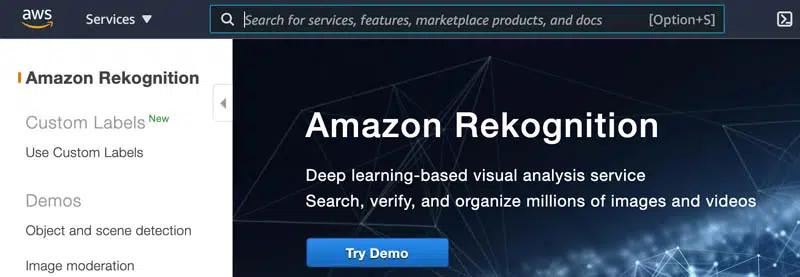 aws
Services ▼
Search for services, features, marketplace products, and docs
[Option+S]
Amazon Rekognition
Custom Labels New
Use Custom Labels
Demos
Object and scene detection
Image moderation
Amazon Rekognition
Deep learning-based visual analysis service
Search, verify, and organize millions of images and videos
Try Demo